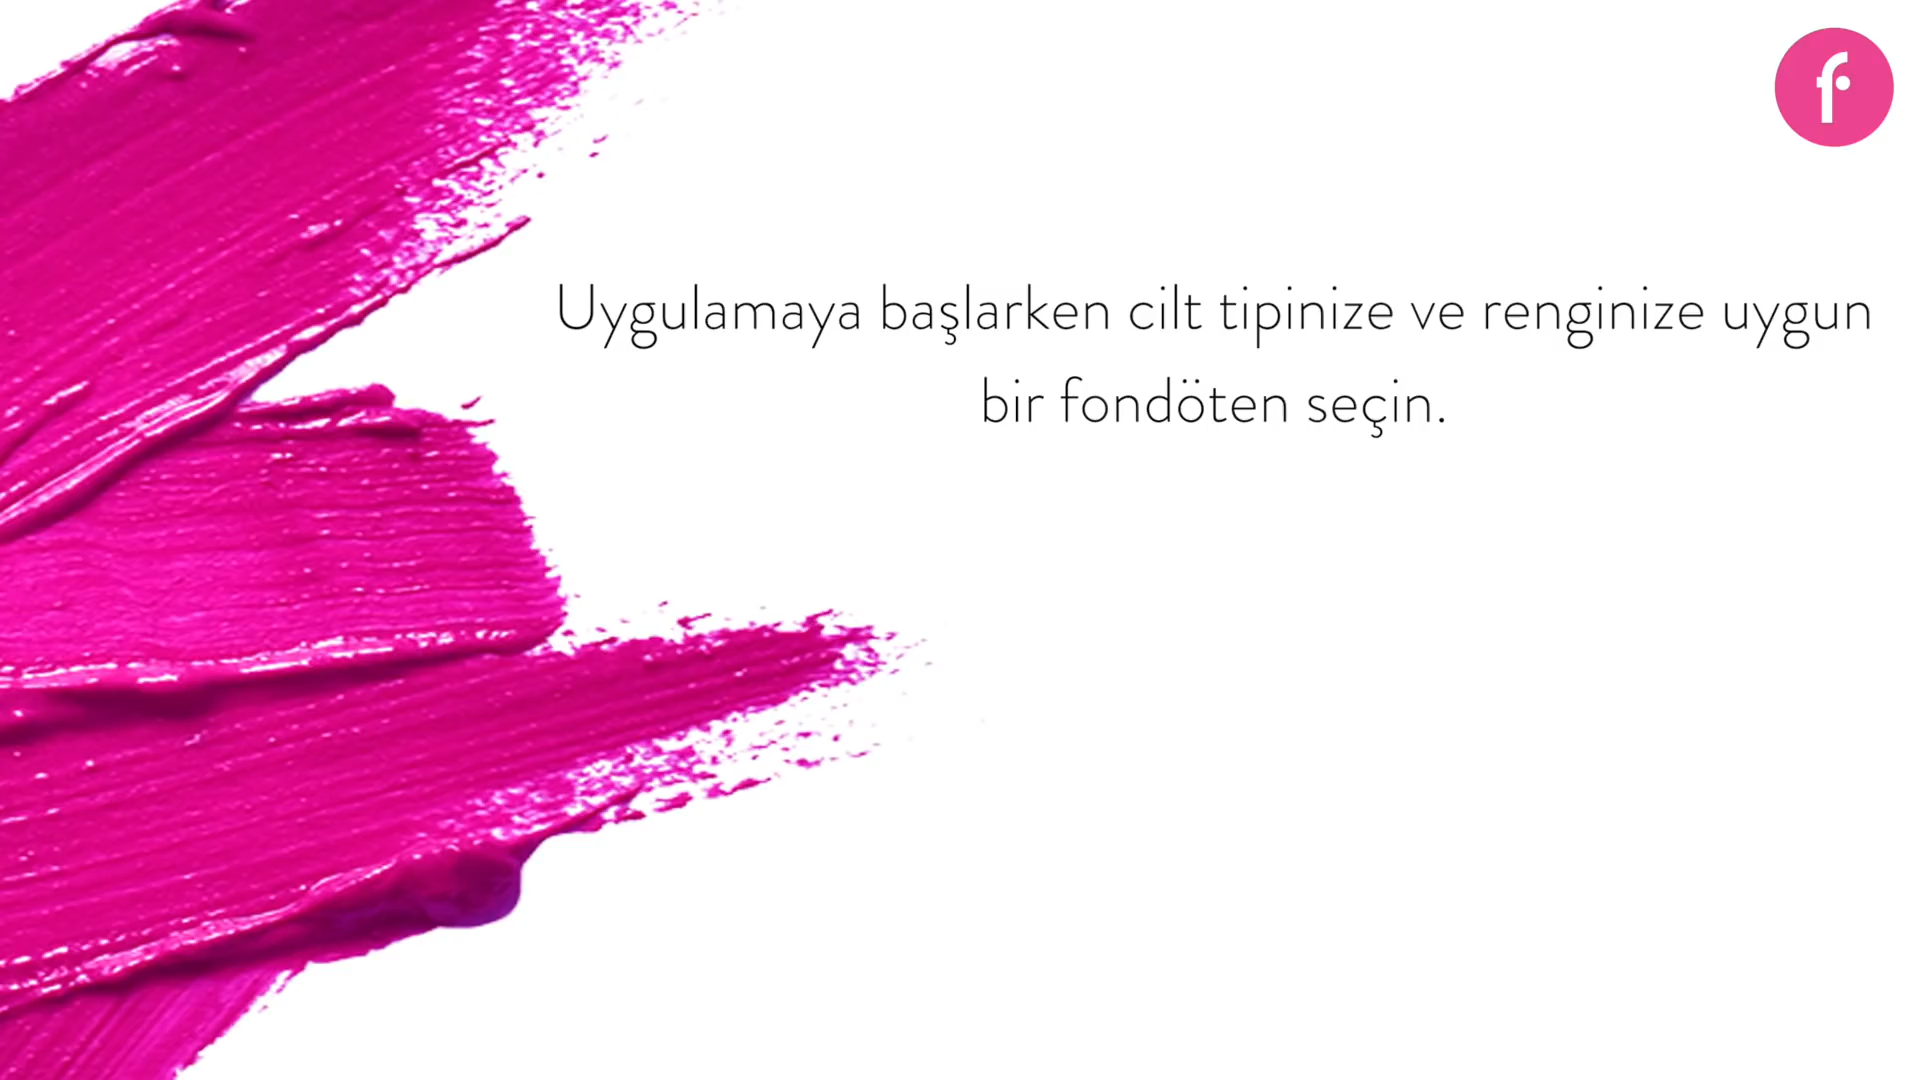 f
Uygulamaya başlarken cilt tipinize ve renginize uygun
bir fondöten seçin.